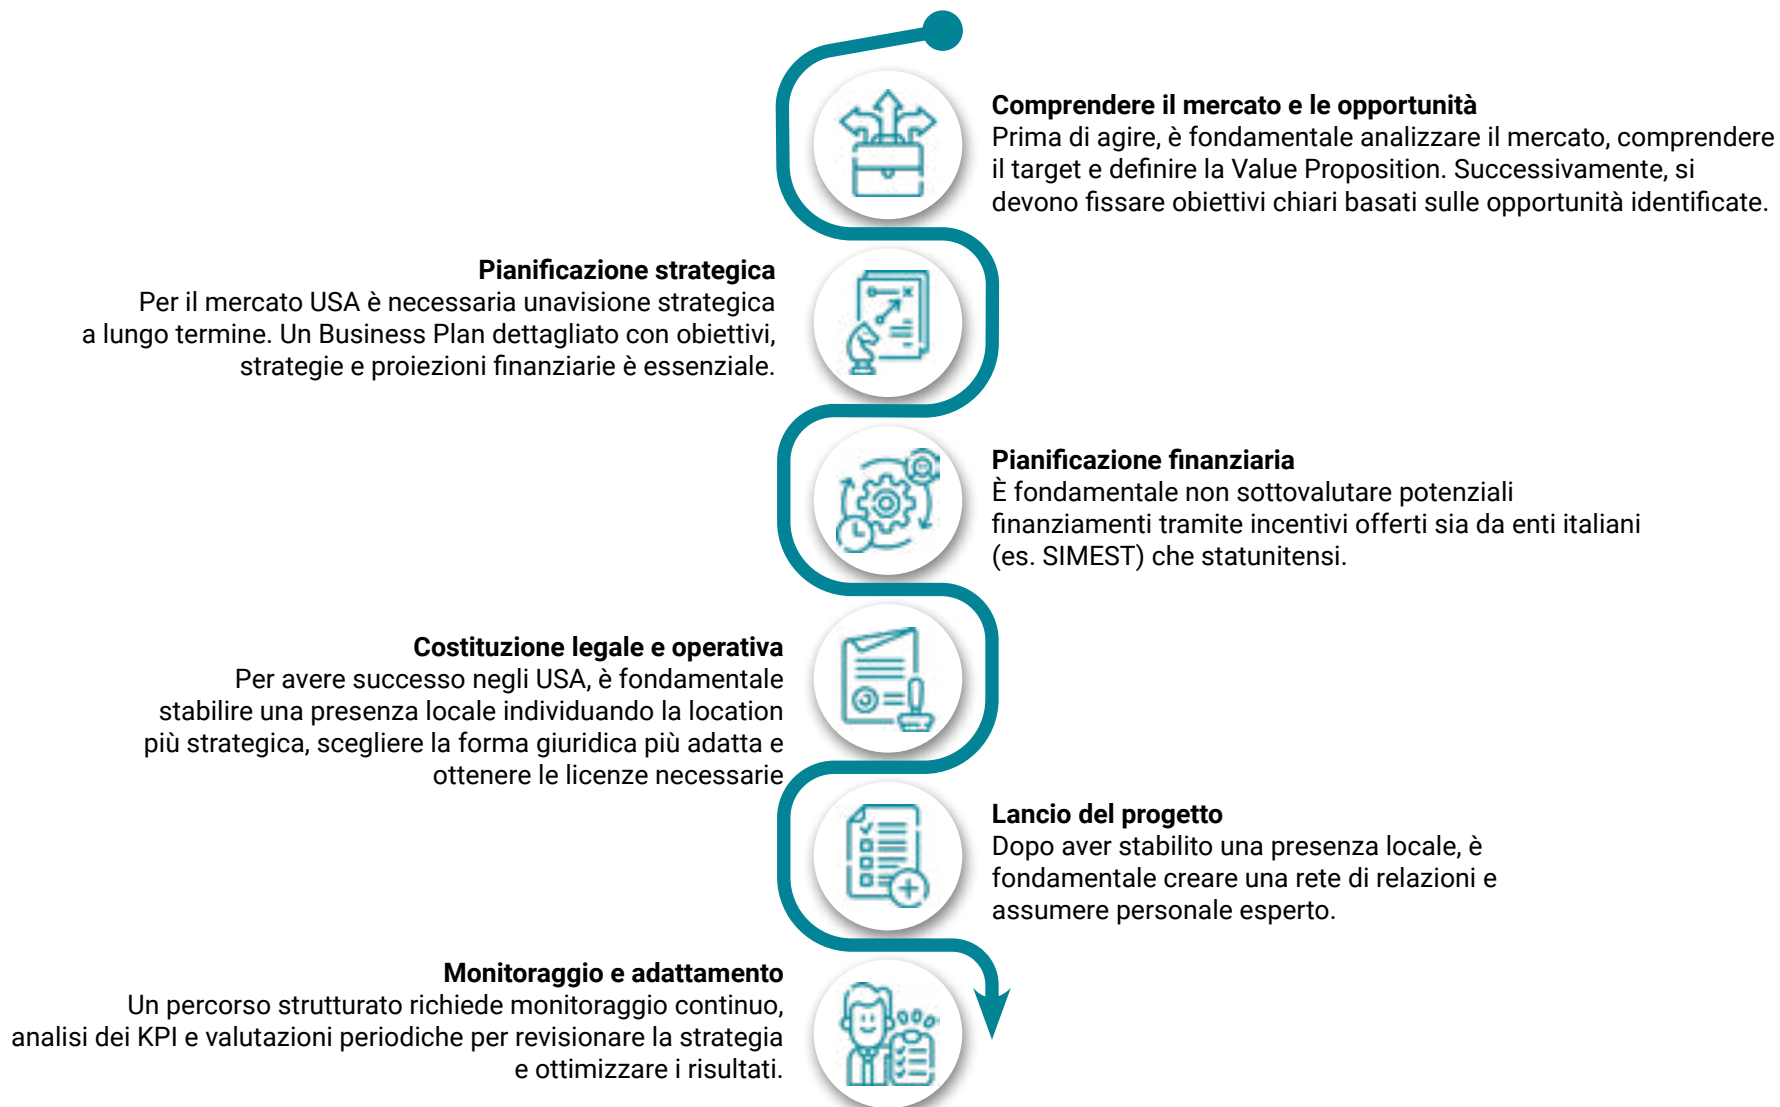 Comprendere il mercato e le opportunità
Prima di agire, è fondamentale analizzare il mercato, comprendere
il target e definire la Value Proposition. Successivamente, si
devono fissare obiettivi chiari basati sulle opportunità identificate.
Pianificazione strategica
Per il mercato USA è necessaria unavisione strategica
a lungo termine. Un Business Plan dettagliato con obiettivi,
strategie e proiezioni finanziarie è essenziale.
Pianificazione finanziaria
È fondamentale non sottovalutare potenziali
finanziamenti tramite incentivi offerti sia da enti italiani
(es. SIMEST) che statunitensi.
Costituzione legale e operativa
Per avere successo negli USA, è fondamentale
stabilire una presenza locale individuando la location
più strategica, scegliere la forma giuridica più adatta e
ottenere le licenze necessarie
Lancio del progetto
Dopo aver stabilito una presenza locale, è
fondamentale creare una rete di relazioni e
assumere personale esperto.
Monitoraggio e adattamento
Un percorso strutturato richiede monitoraggio continuo,
analisi dei KPI e valutazioni periodiche per revisionare la strategia
e ottimizzare i risultati.